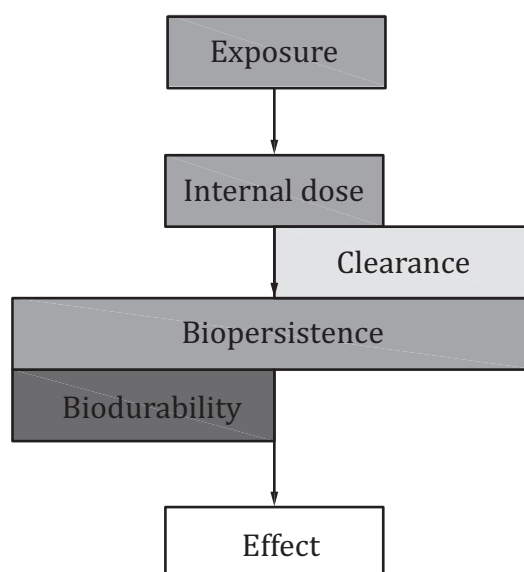 Exposure
Internal dose
Clearance
Biopersistence
Biodurability
Effect